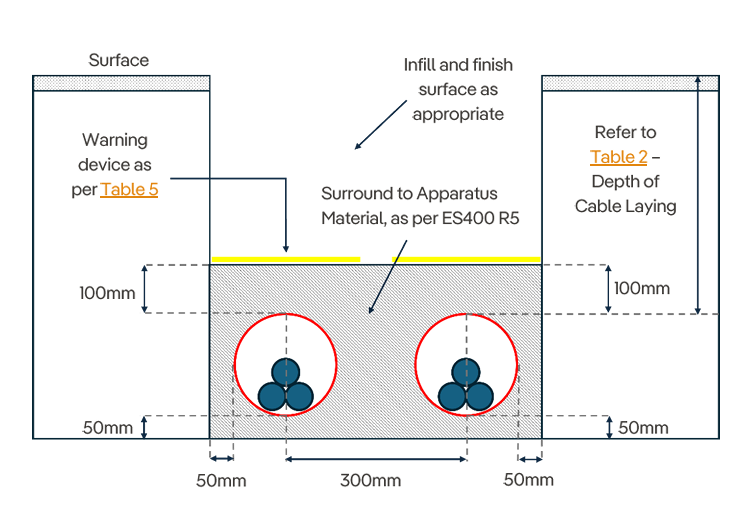 Surface
Infill and finish
surface as
appropriate
Warning
device as
per Table 5
Refer to
Table 2 –
Depth of
Cable Laying
Surround to Apparatus
Material, as per ES400 R5
100mm
100mm
50mm
50mm
50mm
300mm
50mm